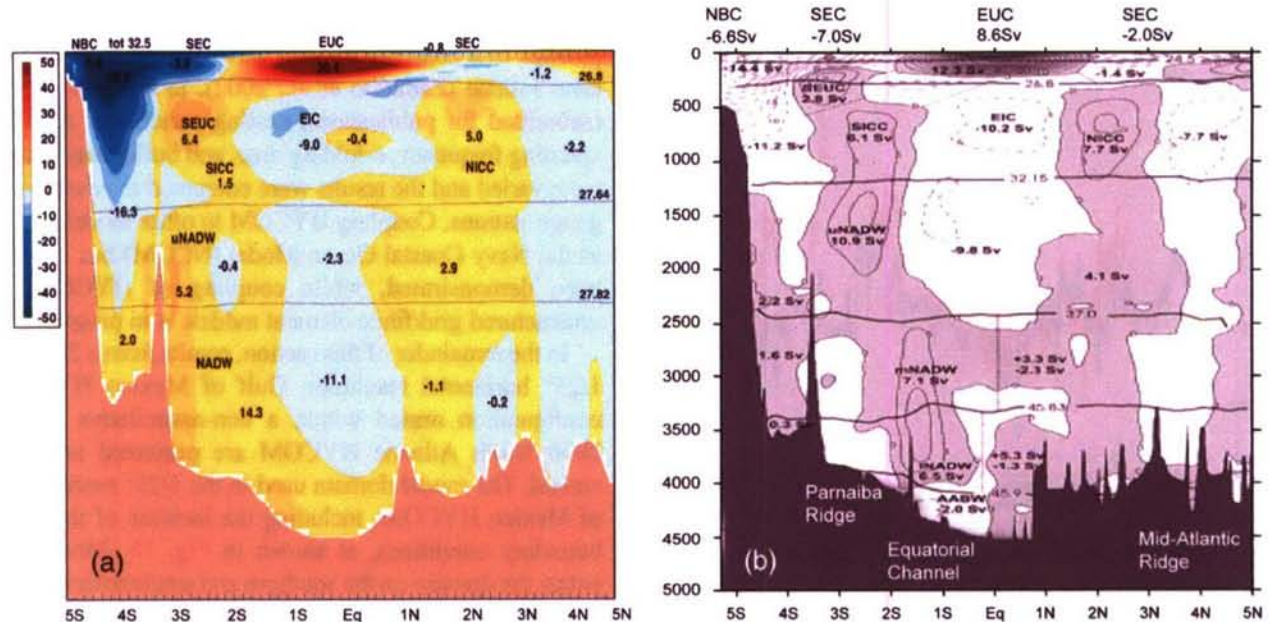 NBC tot 32.5 SEC EUC -0.8 SEC
50
40
30
20
10
0
-10
-20
-30
-40
-50
-1.2
26.8
SEUC
6.4
EIC
-9.0
-0.4
5.0
-2.2
NICC
SICC
1.5
27.64
-16.3
uNADW
-0.4
-2.3
2.9
5.2
27.82
2.0
NADW
-11.1
-1.1
-0.2
14.3
(a)
5S 4S 3S 2S 1S Eq 1N 2N 3N 4N 5N
NBC SEC EUC SEC
-6.6Sv -7.0Sv 8.6Sv -2.0Sv
0
500
1000
1500
2000
2500
3000
3500
4000
4500
5000
-14.4 Sv
12.3 Sv
-1.4 Sv
24.5
26.8
SEUC
2.8 Sv
SICC
6.1 Sv
EIC
-10.2 Sv
NICC
7.7 Sv
-7.7 Sv
-11.2 Sv
32.15
uNADW
10.9 Sv
-9.8 Sv
4.1 Sv
2.2 Sv
37.0
1.6 Sv
+3.3 Sv
-2.3 Sv
mNADW
7.1 Sv
45.83
0.3 Sv
lNADW
6.5 Sv
+5.3 Sv
-1.3 Sv
45.9
AABW
-2.0 Sv
Parnaiba
Ridge
Equatorial
Channel
Mid-Atlantic
Ridge
(b)
5S 4S 3S 2S 1S Eq 1N 2N 3N 4N 5N